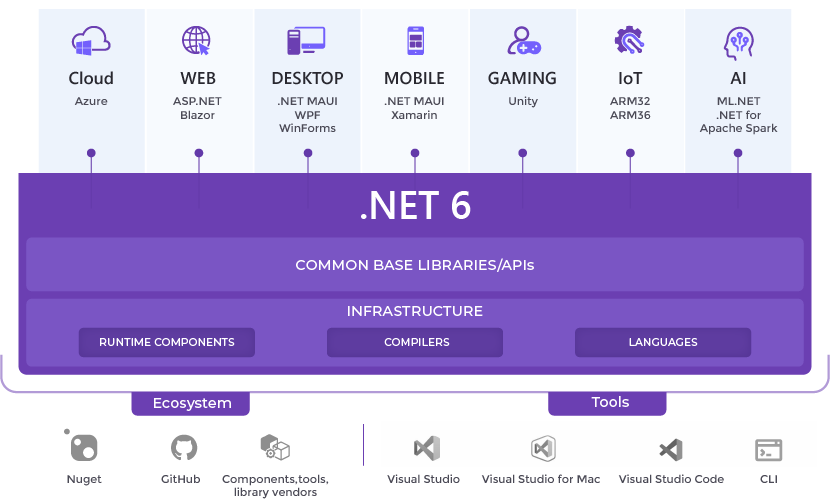 Cloud
Azure
WEB
ASP.NET
Blazor
DESKTOP
.NET MAUI
WPF
WinForms
MOBILE
.NET MAUI
Xamarin
GAMING
Unity
IoT
ARM32
ARM36
AI
ML.NET
.NET for
Apache Spark
.NET 6
COMMON BASE LIBRARIES/APIs
INFRASTRUCTURE
RUNTIME COMPONENTS
COMPILERS
LANGUAGES
Ecosystem
Nuget
GitHub
Components,tools,
library vendors
Tools
Visual Studio
Visual Studio for Mac
Visual Studio Code
CLI